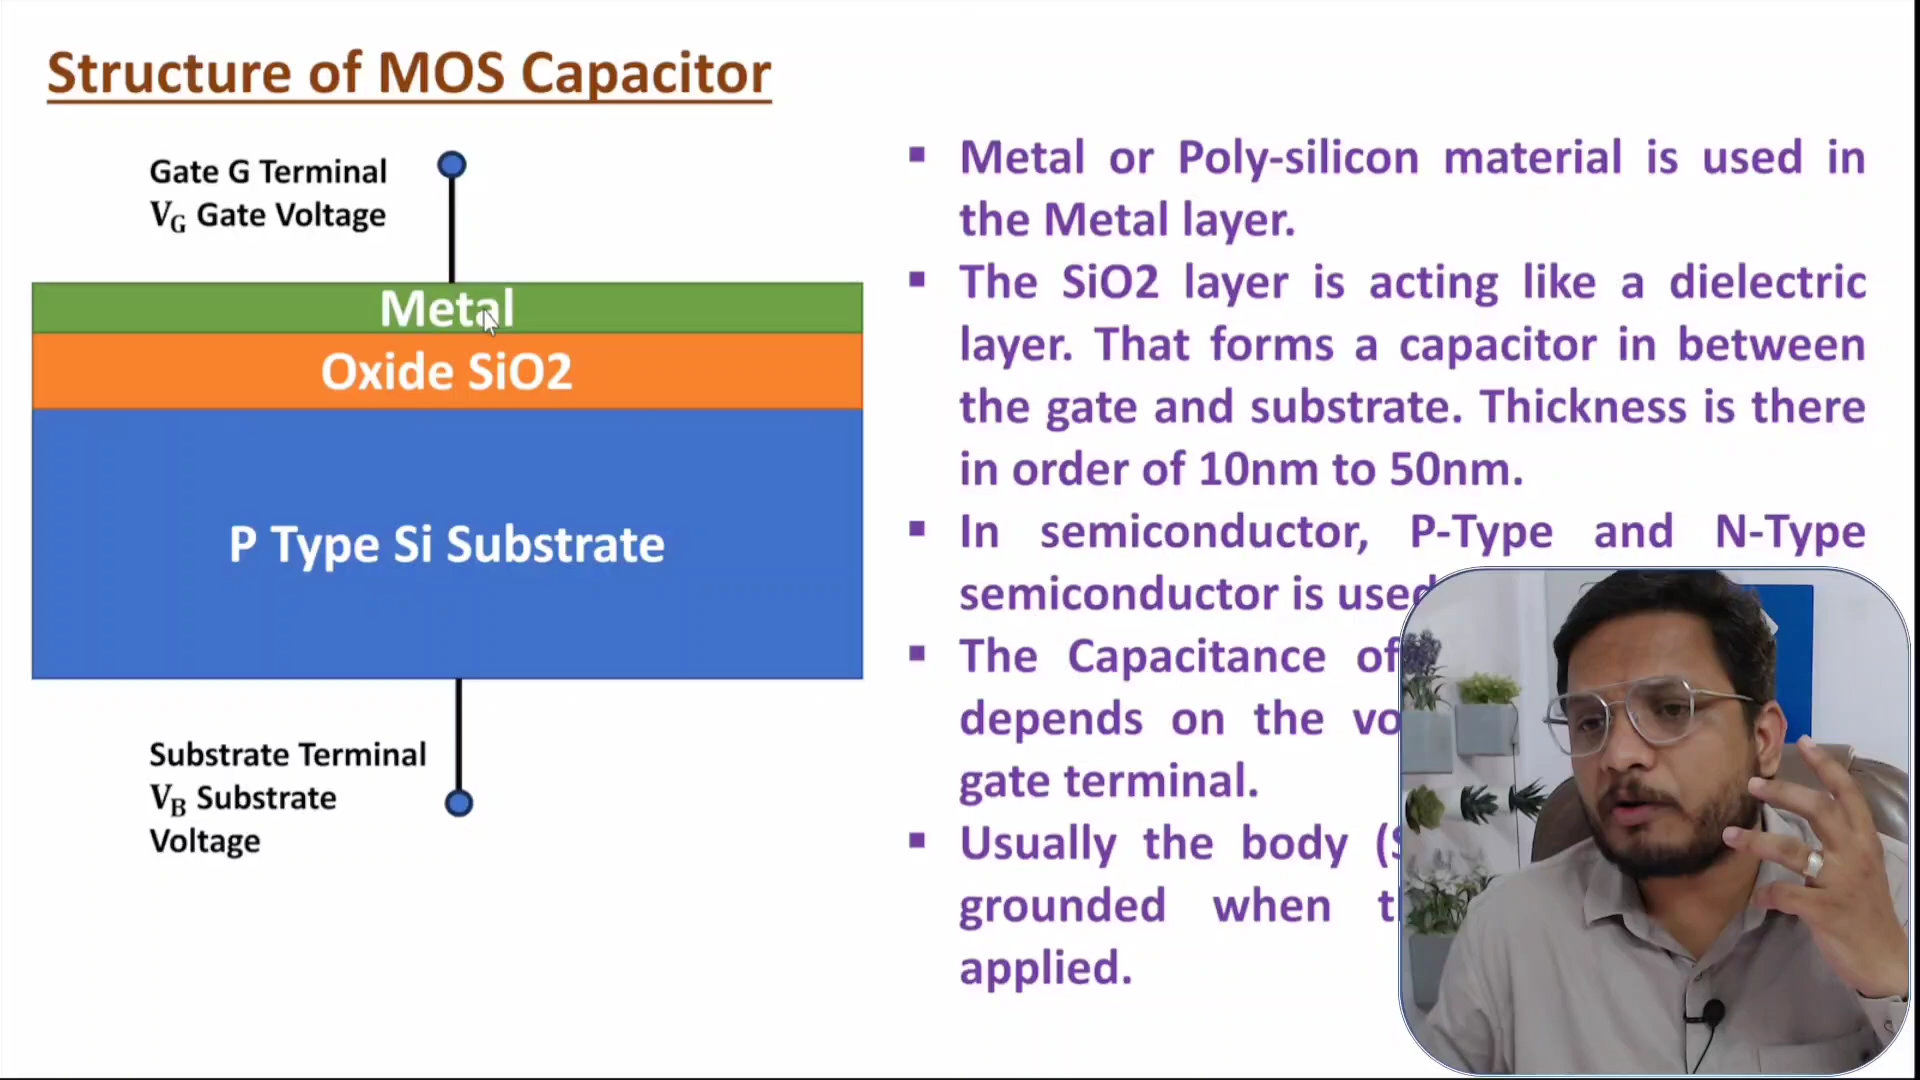 Structure of MOS Capacitor
Gate G Terminal
VG Gate Voltage
Metal
Oxide SiO2
P Type Si Substrate
Substrate Terminal
VB Substrate
Voltage
▪ Metal or Poly-silicon material is used in
the Metal layer.
▪ The SiO2 layer is acting like a dielectric
layer. That forms a capacitor in between
the gate and substrate. Thickness is there
in order of 10nm to 50nm.
▪ In semiconductor, P-Type and N-Type
semiconductor is used
▪ The Capacitance of
depends on the
gate terminal.
▪ Usually the body
grounded when
applied.